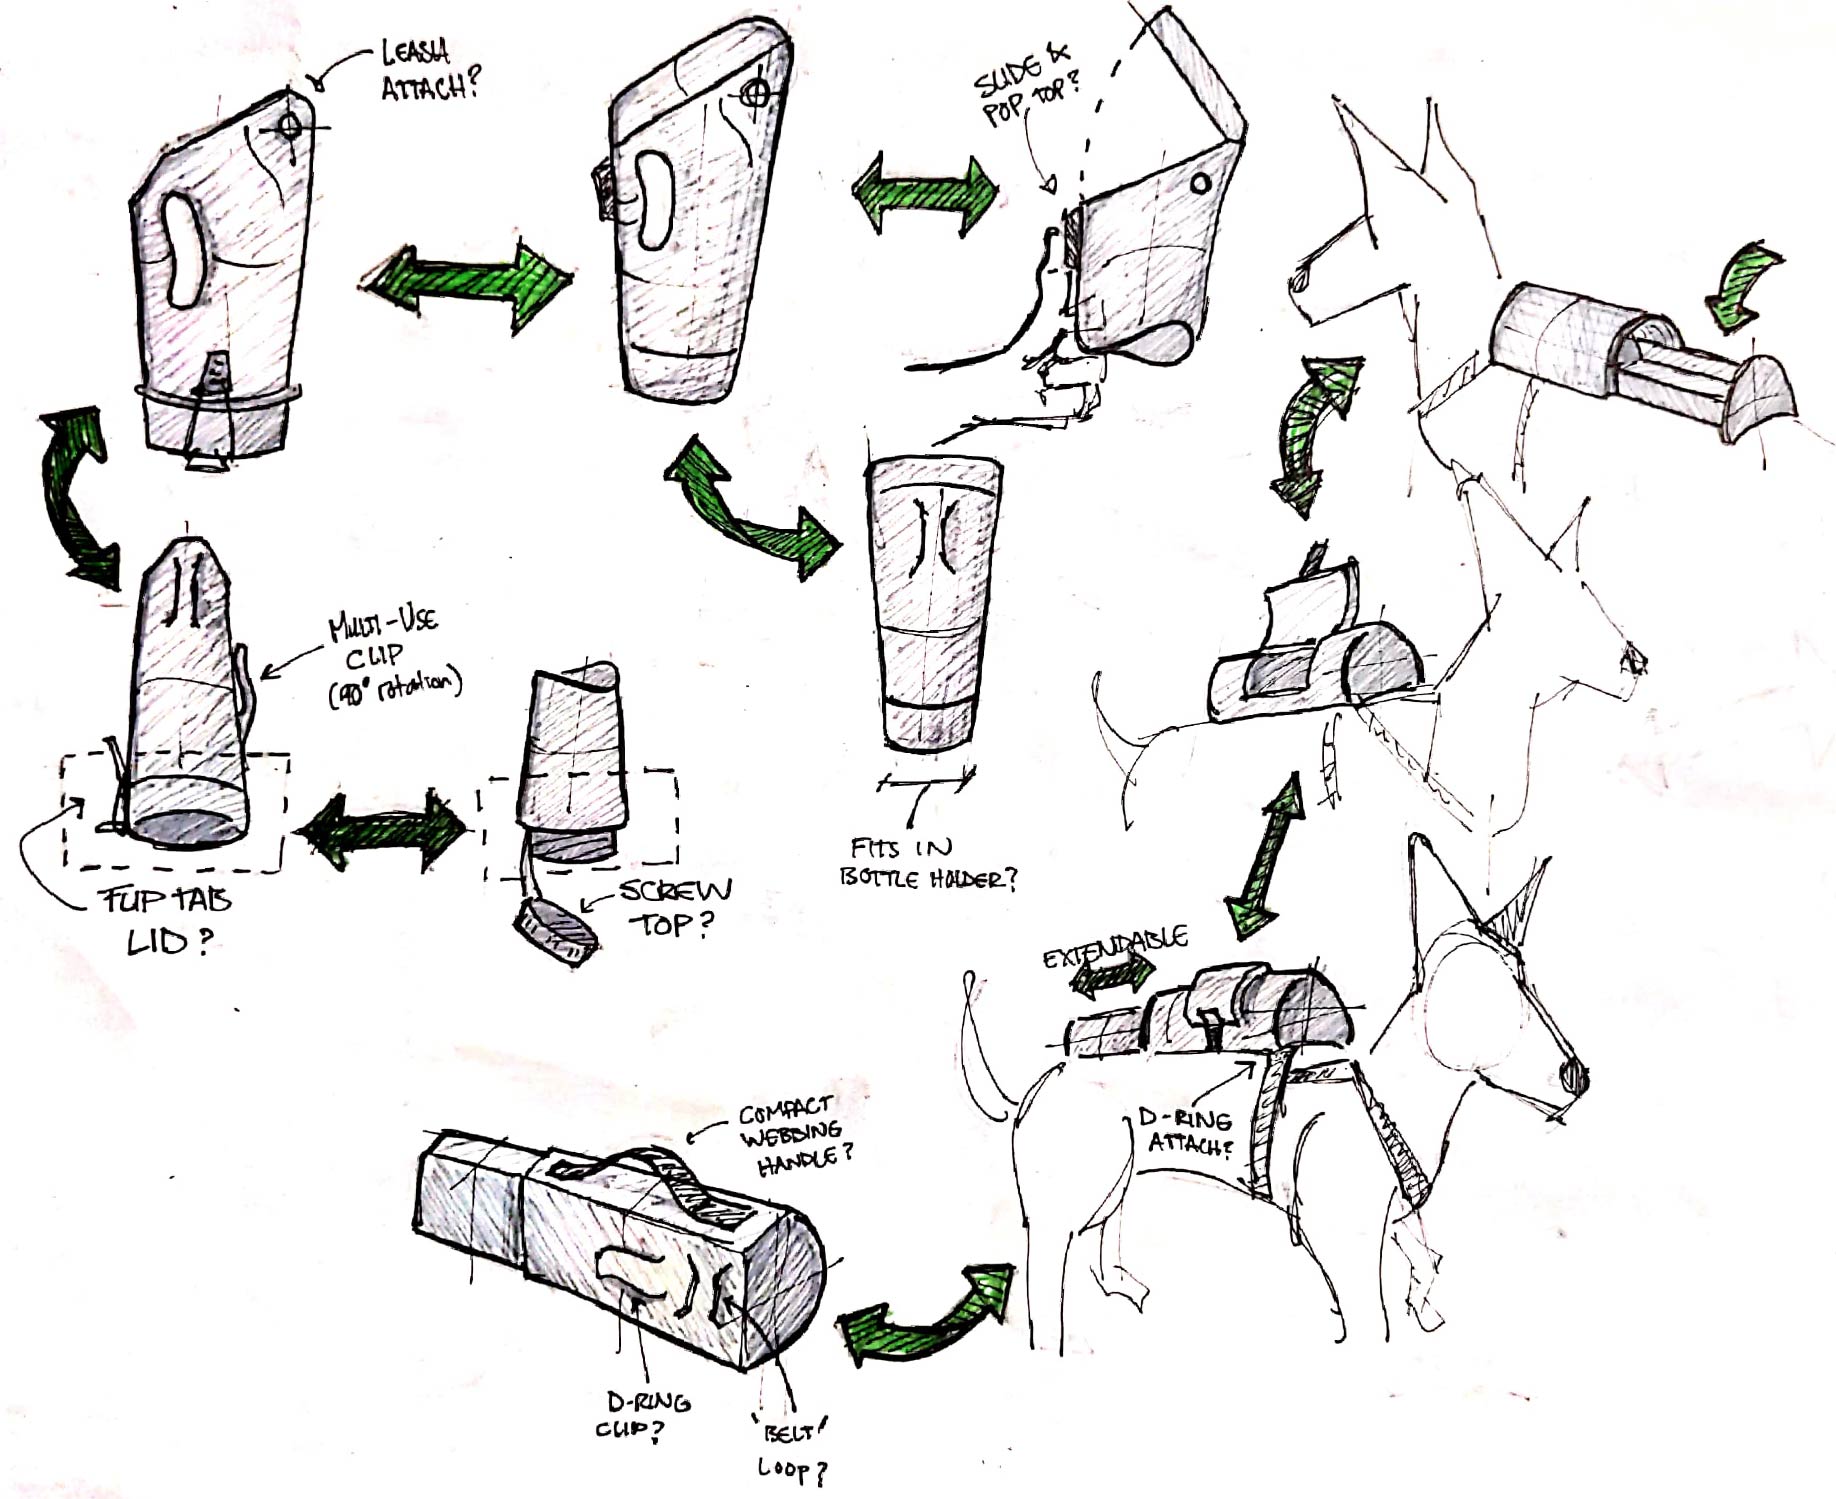 LEASH
ATTACH?
SLIDE &
POP TOP?
MULTI-USE
CLIP
(90° rotation)
FLIP TAB
LID?
SCREW
TOP?
FITS IN
BOTTLE HOLDER?
EXTENDABLE
D-RING
ATTACH?
COMPACT
WEBBING
HANDLE?
D-RING
CLIP?
'BELT'
LOOP?